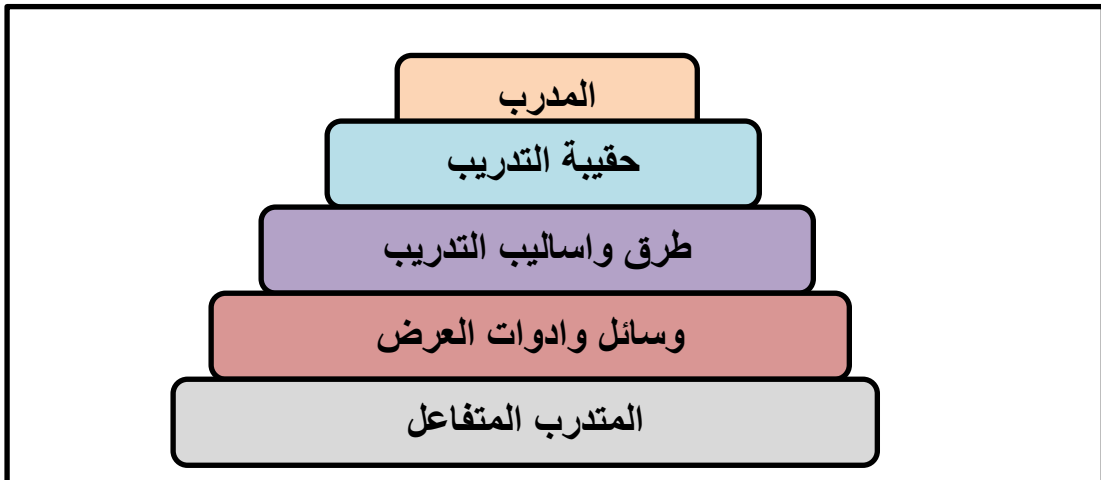 المدرب
حقيبة التدريب
طرق واساليب التدريب
وسائل وادوات العرض
المتدرب المتفاعل